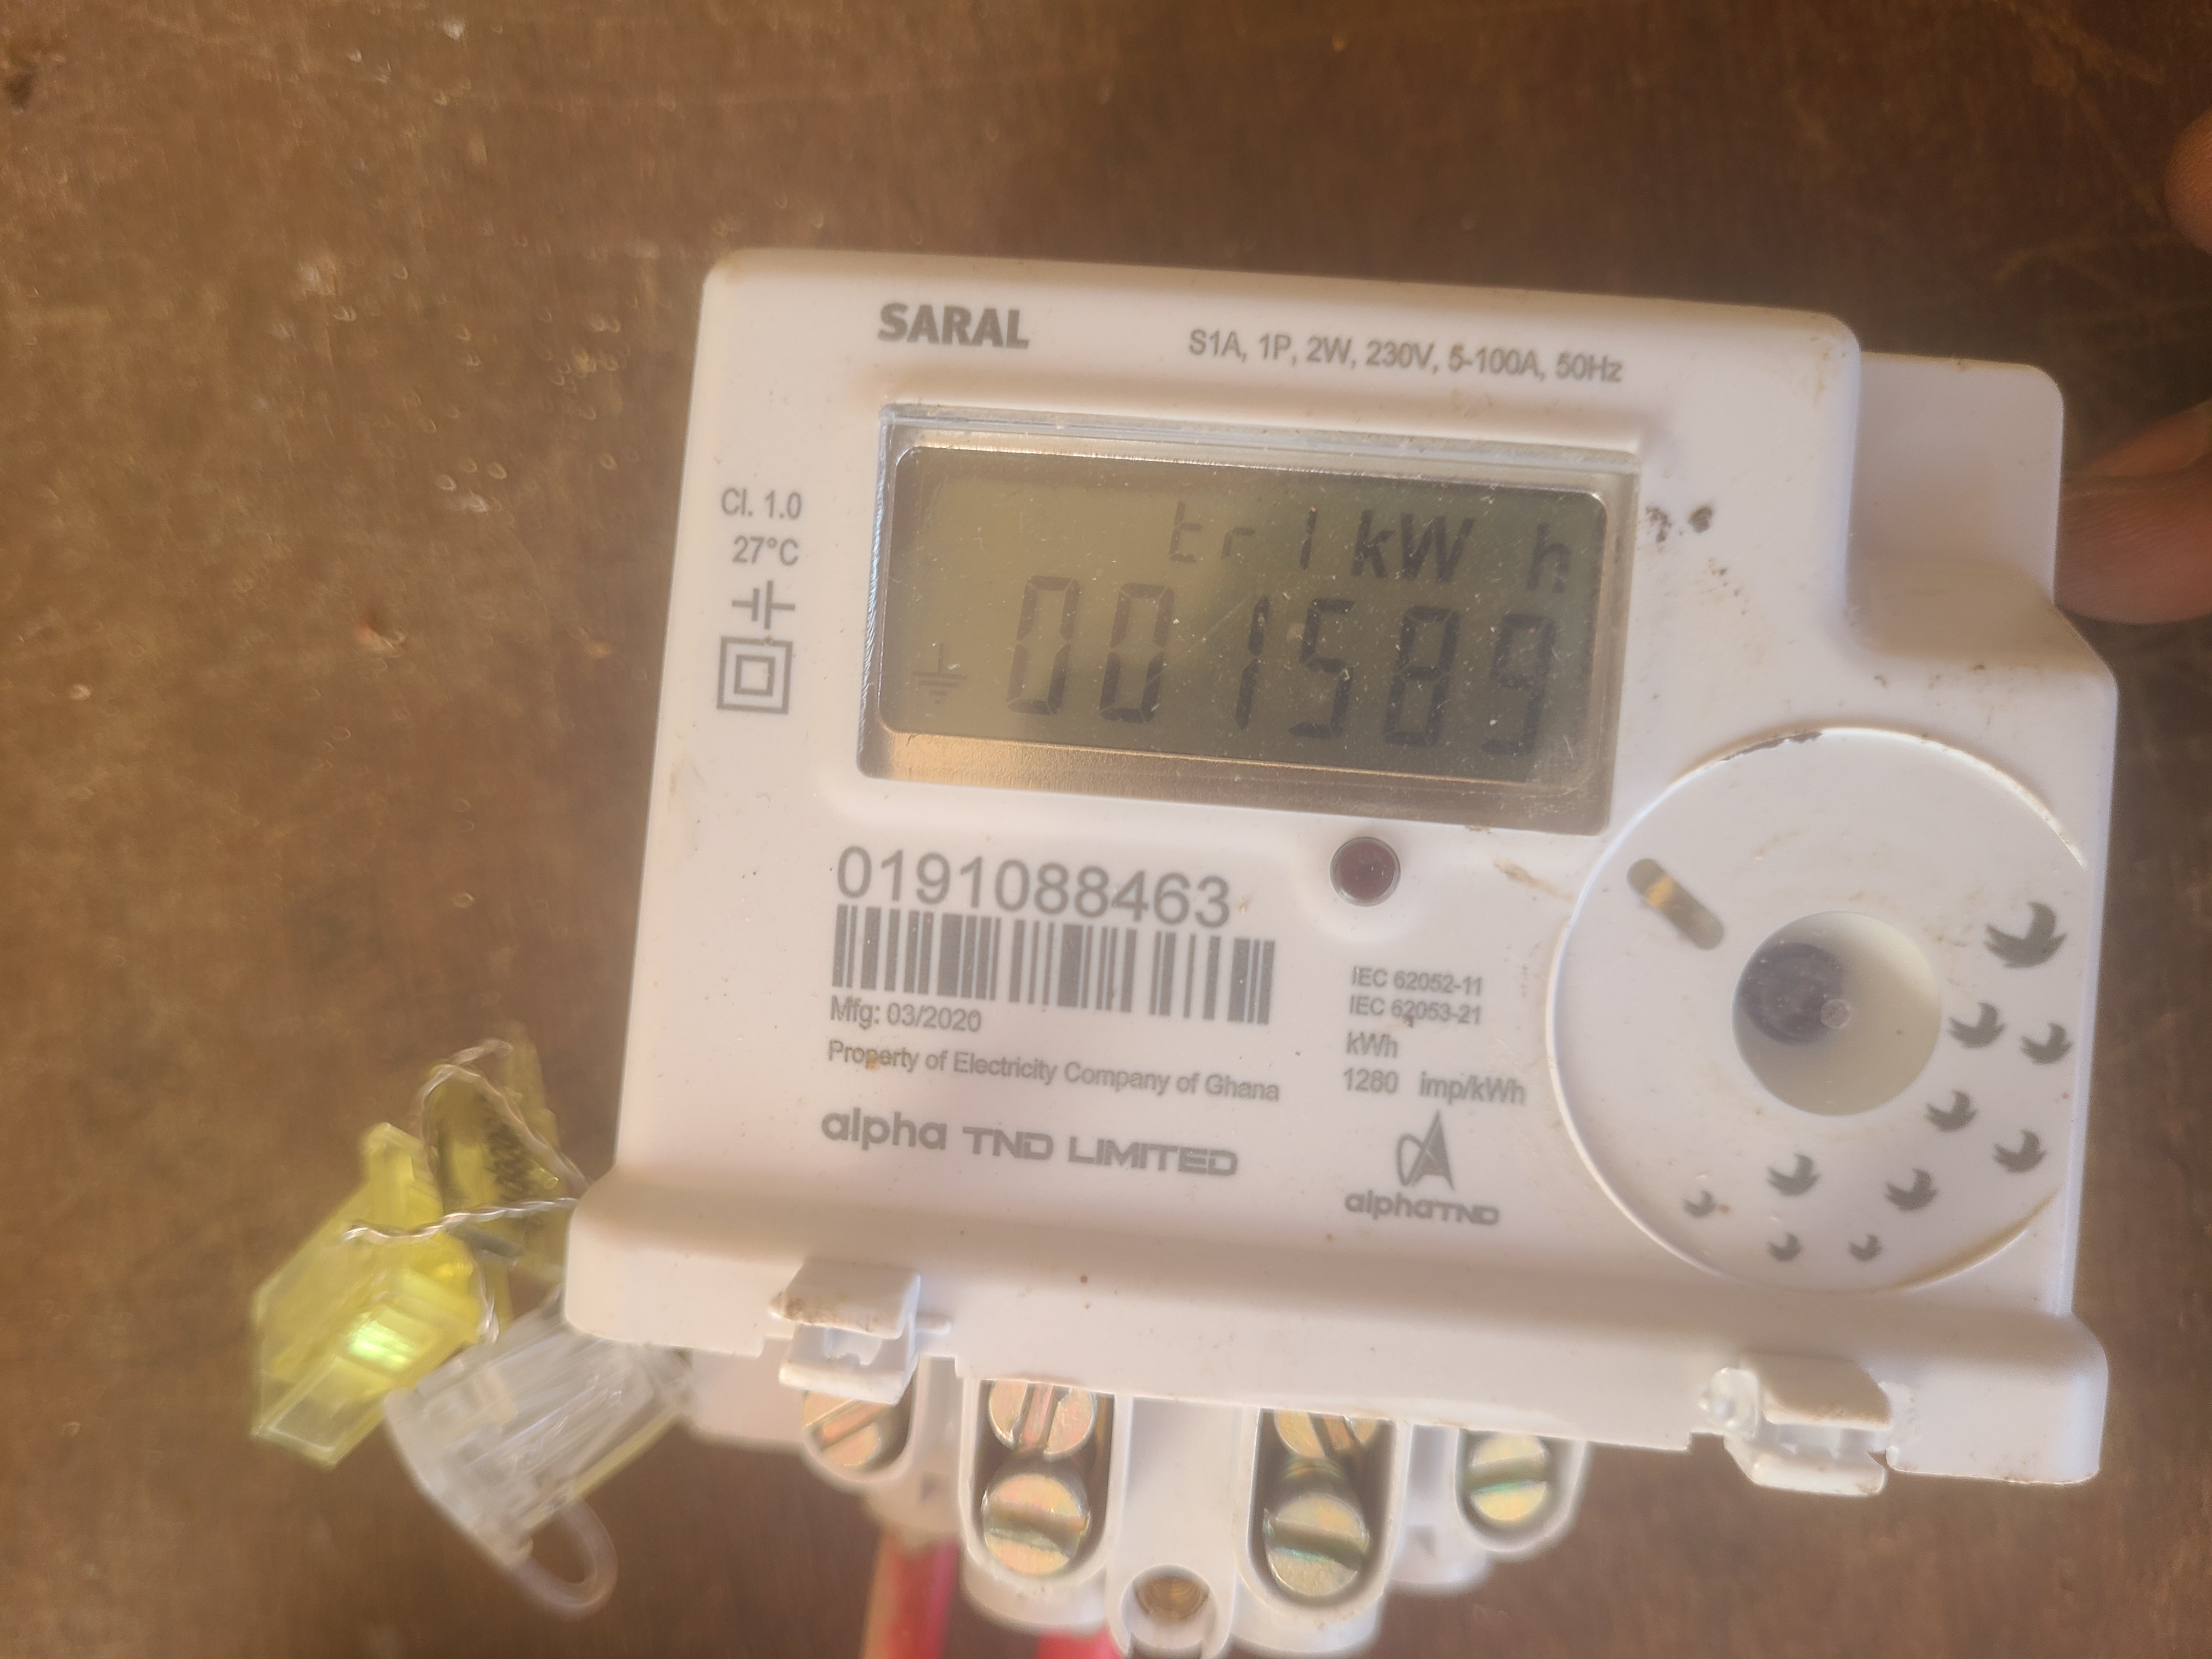 SARAL
S1A, 1P, 2W, 230V, 5-100A, 50Hz
Cl. 1.0
27°C
tr1 kW h
001589
0191088463
Mfg: 03/2020
Property of Electricity Company of Ghana
alpha TND LIMITED
IEC 62052-11
IEC 62053-21
kWh
1280 imp/kWh
alphaTND